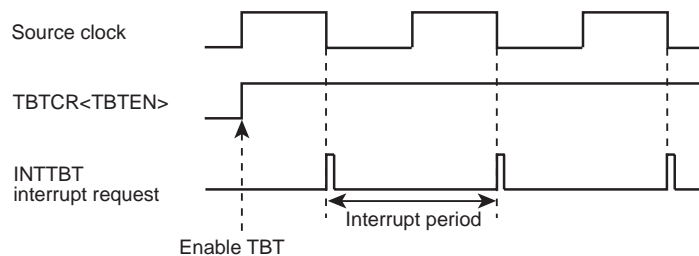 Source clock
TBTCR<TBTEN>
INTTBT
interrupt request
Interrupt period
Enable TBT